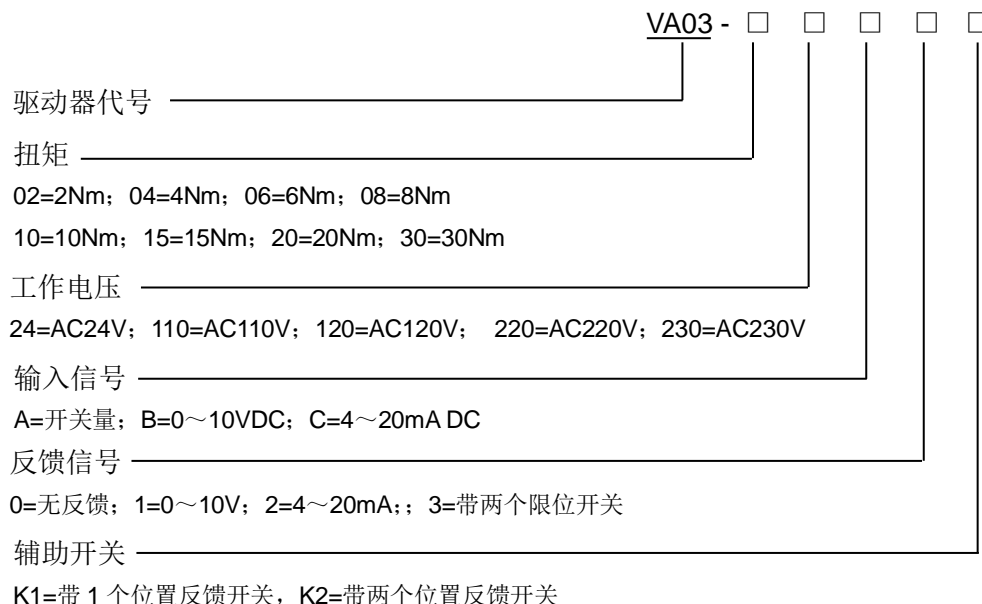 VA03 - □ □ □ □ □
驱动器代号
扭矩
02=2Nm；04=4Nm；06=6Nm；08=8Nm
10=10Nm；15=15Nm；20=20Nm；30=30Nm
工作电压
24=AC24V；110=AC110V；120=AC120V； 220=AC220V；230=AC230V
输入信号
A=开关量；B=0～10VDC；C=4～20mA DC
反馈信号
0=无反馈；1=0～10V；2=4～20mA；；3=带两个限位开关
辅助开关
K1=带 1 个位置反馈开关，K2=带两个位置反馈开关